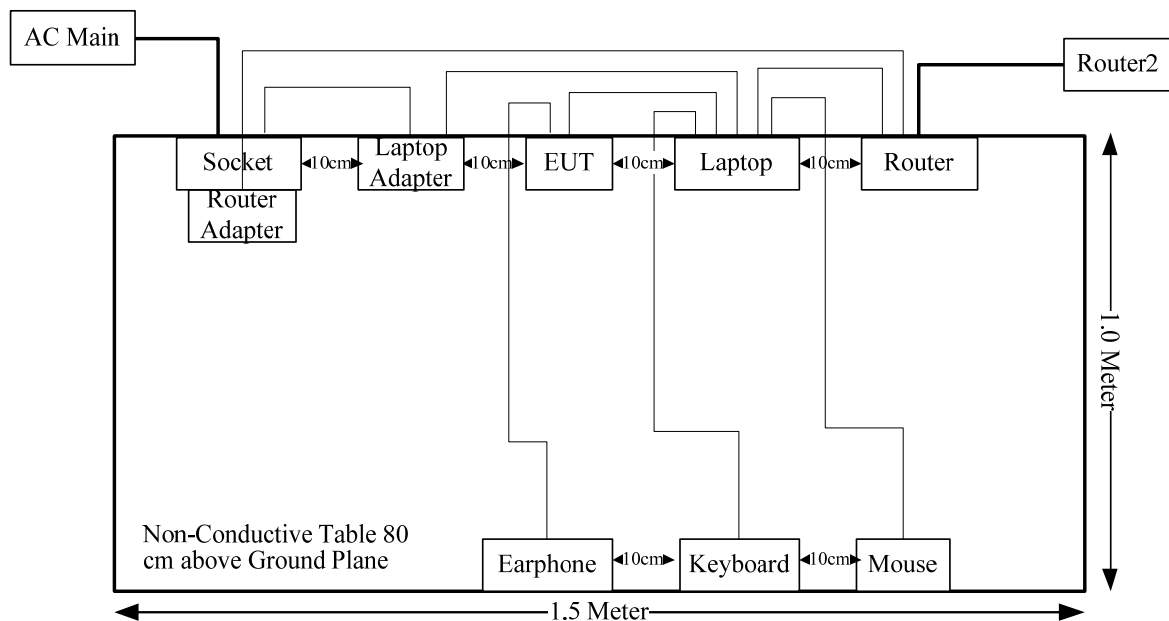 AC Main
Router2
Socket
10cm
Laptop
Adapter
10cm
EUT
10cm
Laptop
10cm
Router
Router
Adapter
1.0 Meter
Non-Conductive Table 80
cm above Ground Plane
Earphone
10cm
Keyboard
10cm
Mouse
1.5 Meter